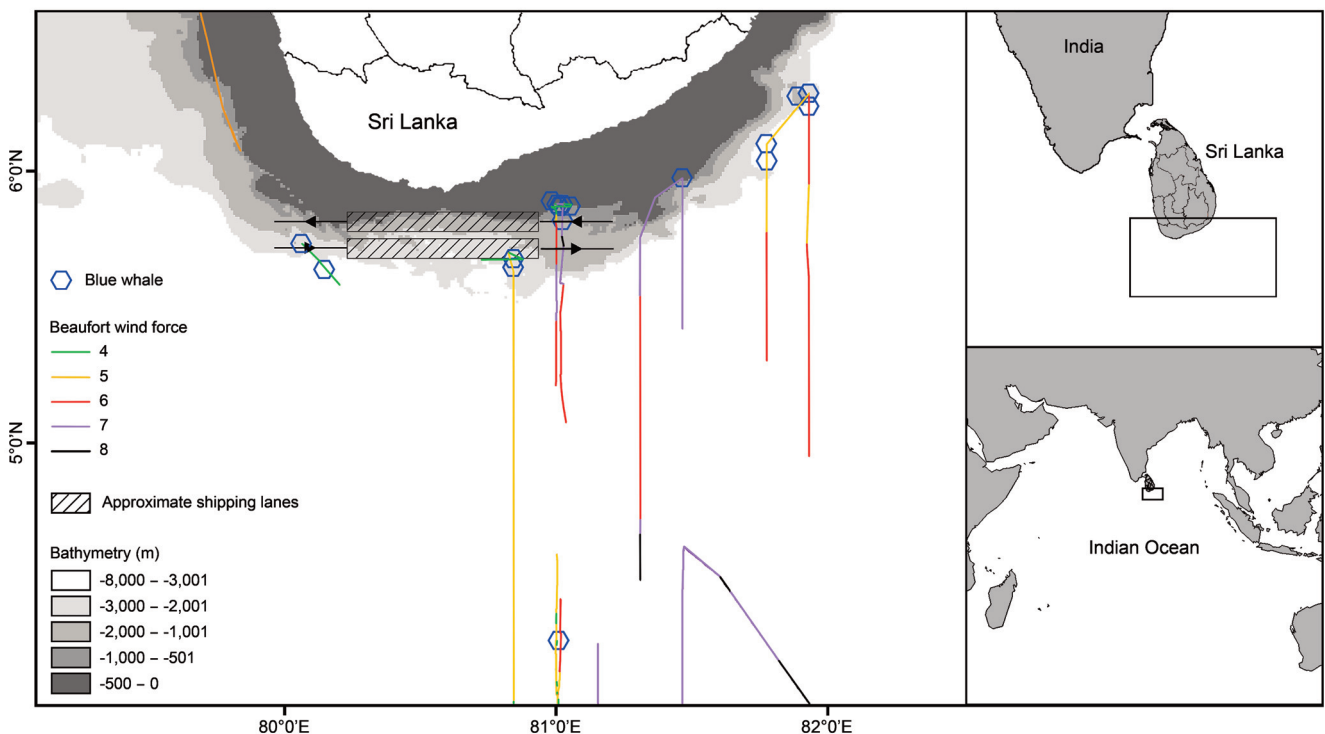 Sri Lanka
6°0'N
5°0'N
Blue whale
Beaufort wind force
4
5
6
7
8
Approximate shipping lanes
Bathymetry (m)
-8,000 – -3,001
-3,000 – -2,001
-2,000 – -1,001
-1,000 – -501
-500 – 0
80°0'E
81°0'E
82°0'E
India
Sri Lanka
Indian Ocean